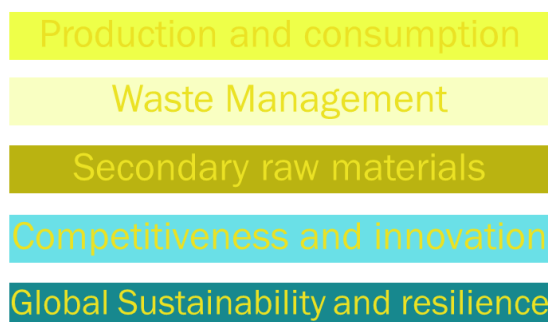 Production and consumption
Waste Management
Secondary raw materials
Competitiveness and innovation
Global Sustainability and resilience